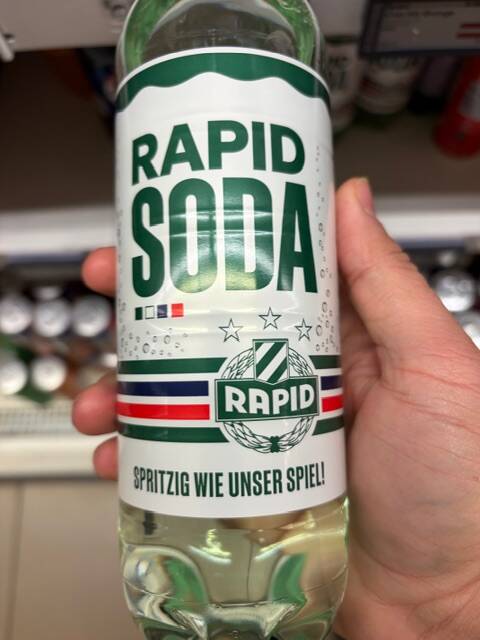 RAPID
SODA
RAPID
SPRITZIG WIE UNSER SPIEL!